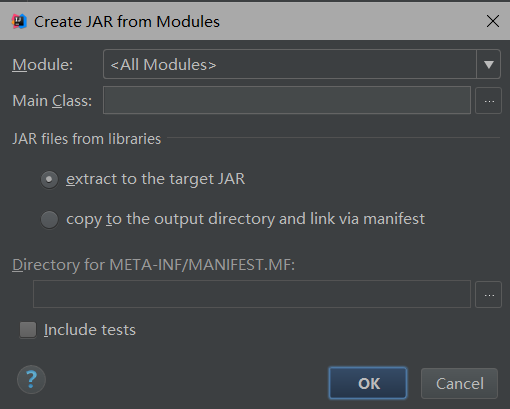 Create JAR from Modules
Module: <All Modules>
Main Class: ...
JAR files from libraries
extract to the target JAR
copy to the output directory and link via manifest
Directory for META-INF/MANIFEST.MF:
...
Include tests
? OK Cancel